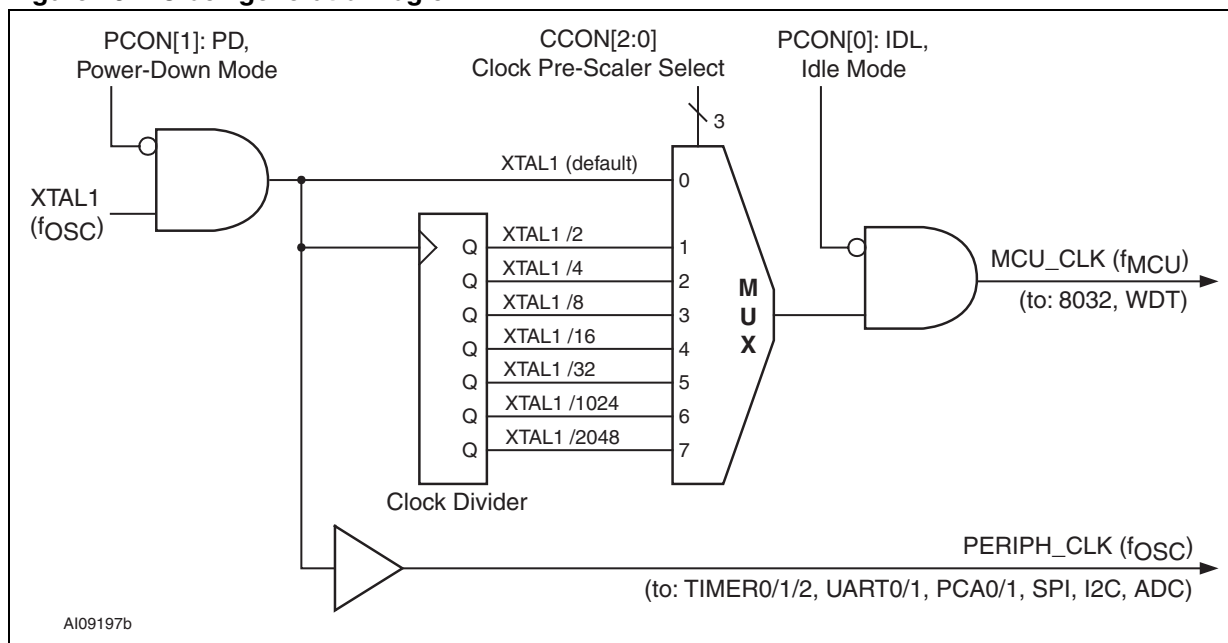 PCON[1]: PD,
Power-Down Mode
CCON[2:0]
Clock Pre-Scaler Select
PCON[0]: IDL,
Idle Mode
3
XTAL1
(fOSC)
XTAL1 (default)
0
Q
XTAL1 /2
1
Q
XTAL1 /4
2
Q
XTAL1 /8
3
Q
XTAL1 /16
4
Q
XTAL1 /32
5
Q
XTAL1 /1024
6
Q
XTAL1 /2048
7
M
U
X
MCU_CLK (fMCU)
(to: 8032, WDT)
Clock Divider
PERIPH_CLK (fOSC)
(to: TIMER0/1/2, UART0/1, PCA0/1, SPI, I2C, ADC)
AI09197b